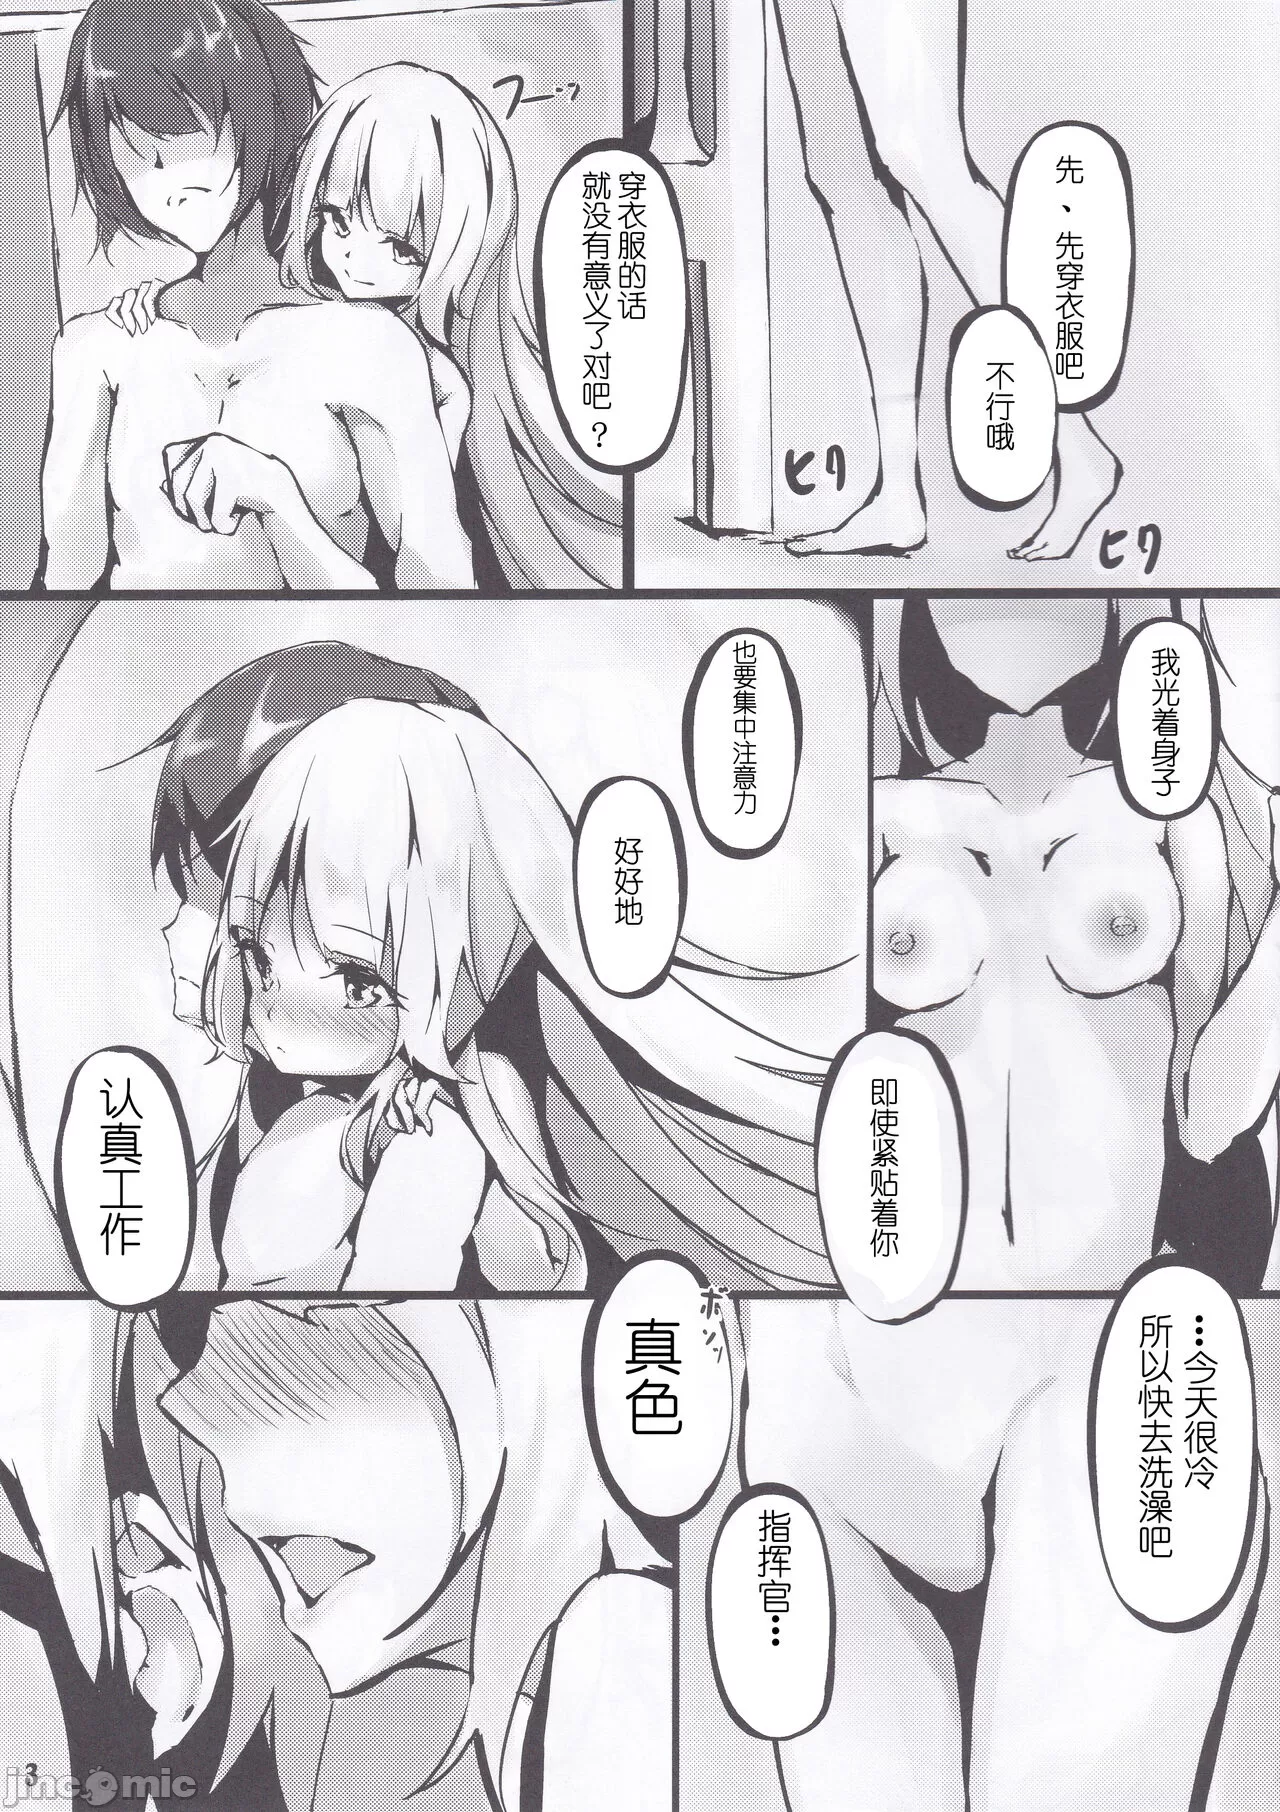 先、先穿衣服吧
不行哦
ヒク
ヒク
フーッ
穿衣服的话
就没有意义了对吧？
我光着身子
即使紧贴着你
也要集中注意力
好好地
认真工作
…今天很冷
所以快去洗澡吧
指挥官…
ボソッ
真色
3
jmcomic